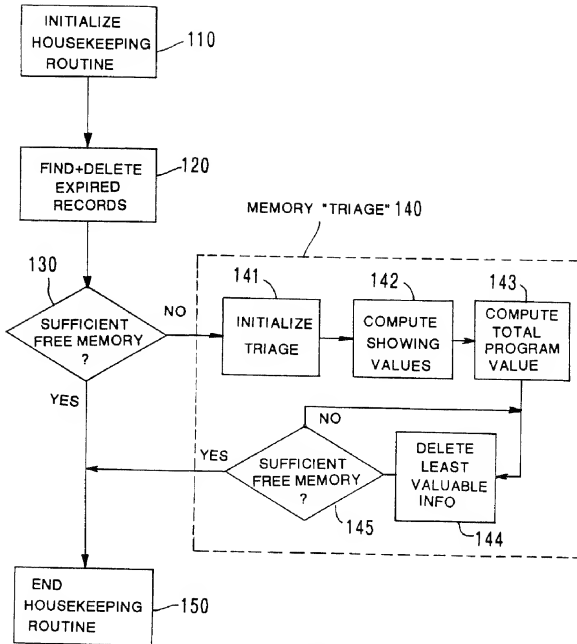 INITIALIZE
HOUSEKEEPING
ROUTINE
110
FIND+DELETE
EXPIRED
RECORDS
120
MEMORY "TRIAGE" 140
130
SUFFICIENT
FREE MEMORY
?
NO
YES
141
INITIALIZE
TRIAGE
142
COMPUTE
SHOWING
VALUES
143
COMPUTE
TOTAL
PROGRAM
VALUE
NO
YES
SUFFICIENT
FREE MEMORY
?
145
DELETE
LEAST
VALUABLE
INFO
144
END
HOUSEKEEPING
ROUTINE
150